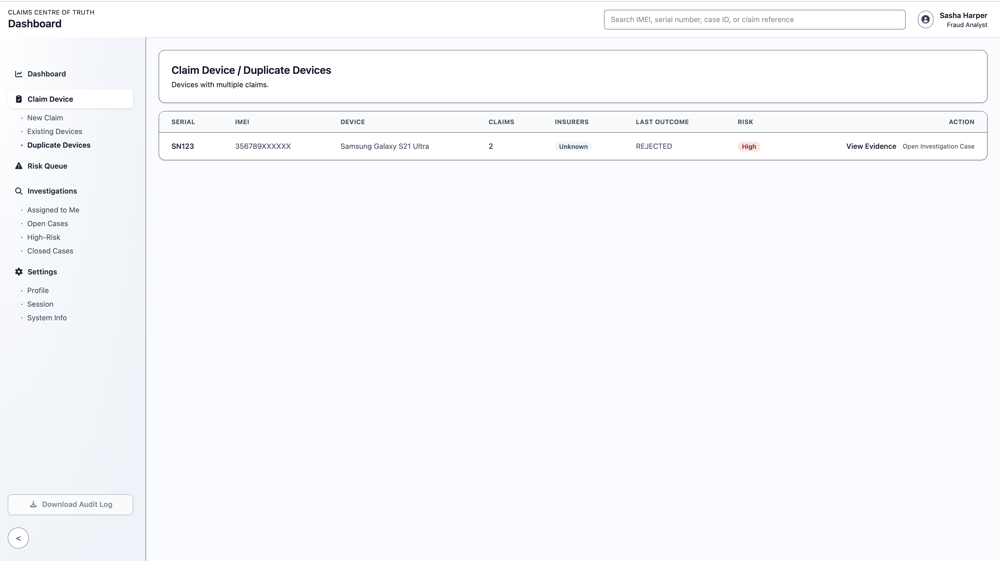 CLAIMS CENTRE OF TRUTH
Dashboard
Search IMEI, serial number, case ID, or claim reference
Sasha Harper
Fraud Analyst
Dashboard
Claim Device
· New Claim
· Existing Devices
· Duplicate Devices
Risk Queue
Investigations
· Assigned to Me
· Open Cases
· High-Risk
· Closed Cases
Settings
· Profile
· Session
· System Info
Download Audit Log
<
Claim Device / Duplicate Devices
Devices with multiple claims.
SERIAL IMEI DEVICE CLAIMS INSURERS LAST OUTCOME RISK ACTION
SN123 356789XXXXXX Samsung Galaxy S21 Ultra 2 Unknown REJECTED High View Evidence Open Investigation Case